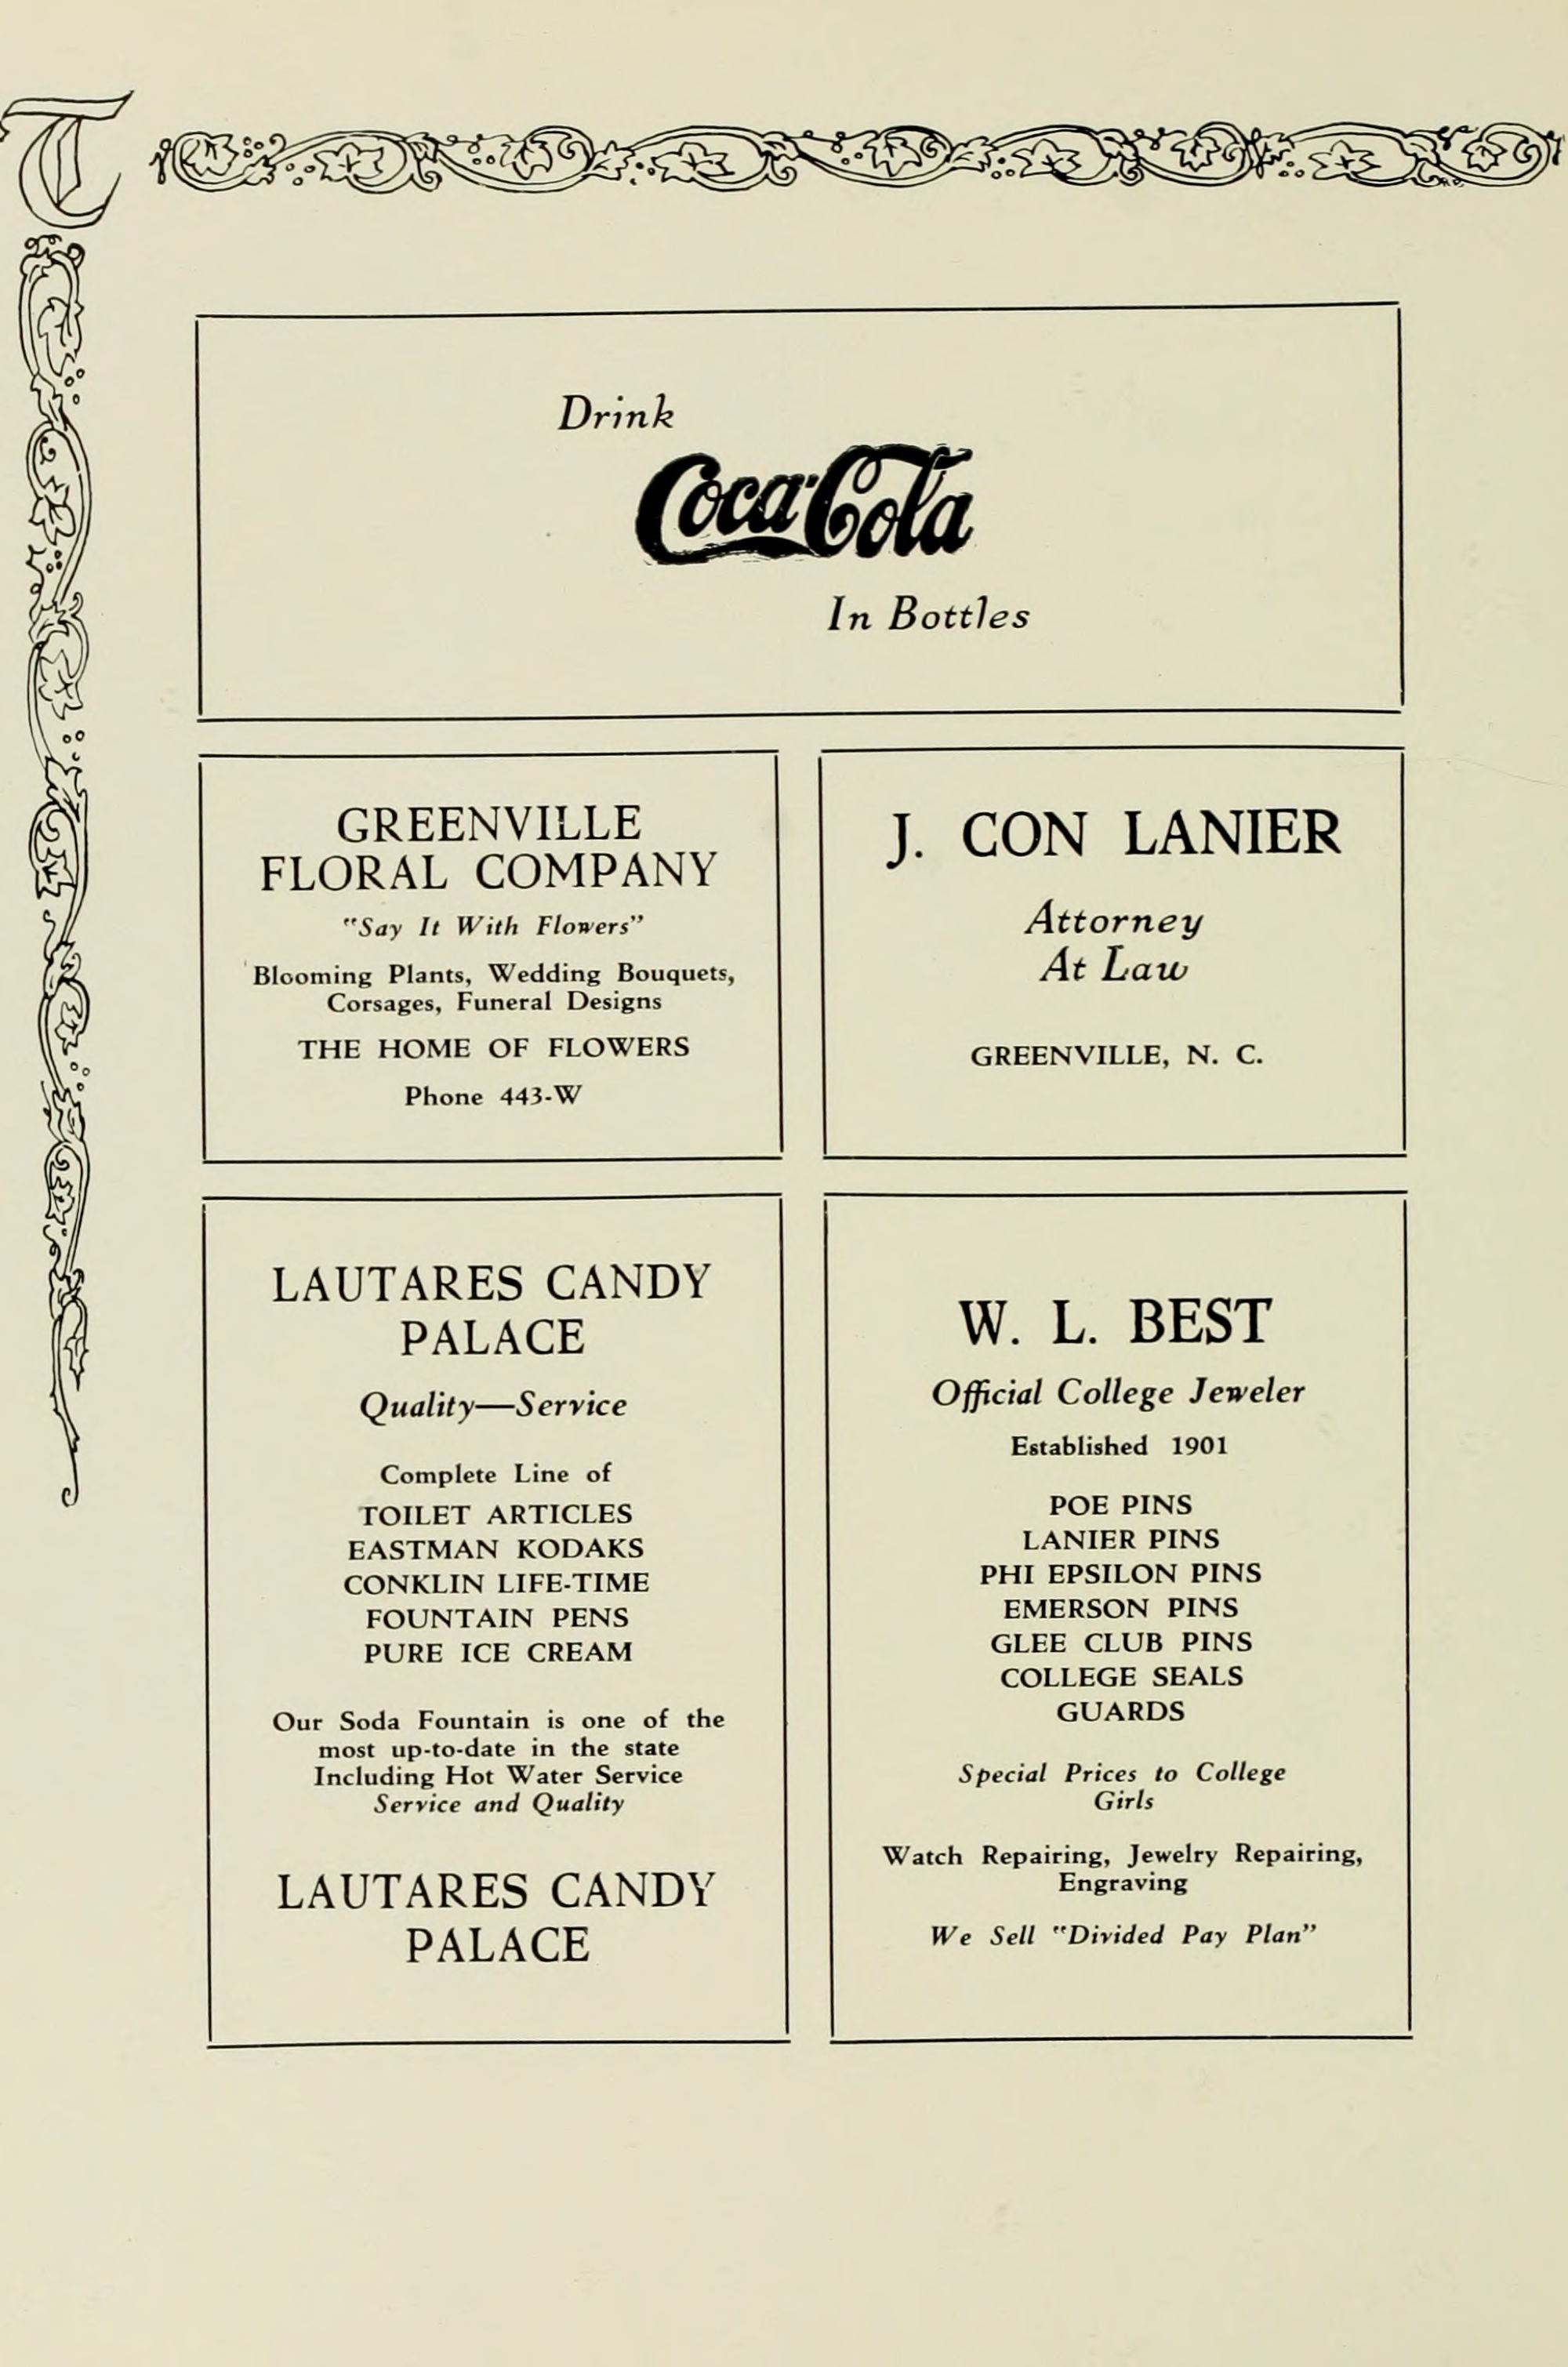 T
Drink
Coca-Cola
In Bottles
GREENVILLE
FLORAL COMPANY
"Say It With Flowers"
Blooming Plants, Wedding Bouquets,
Corsages, Funeral Designs
THE HOME OF FLOWERS
Phone 443-W
J. CON LANIER
Attorney
At Law
GREENVILLE, N. C.
LAUTARES CANDY
PALACE
Quality—Service
Complete Line of
TOILET ARTICLES
EASTMAN KODAKS
CONKLIN LIFE-TIME
FOUNTAIN PENS
PURE ICE CREAM
Our Soda Fountain is one of the
most up-to-date in the state
Including Hot Water Service
Service and Quality
LAUTARES CANDY
PALACE
W. L. BEST
Official College Jeweler
Established 1901
POE PINS
LANIER PINS
PHI EPSILON PINS
EMERSON PINS
GLEE CLUB PINS
COLLEGE SEALS
GUARDS
Special Prices to College
Girls
Watch Repairing, Jewelry Repairing,
Engraving
We Sell "Divided Pay Plan"